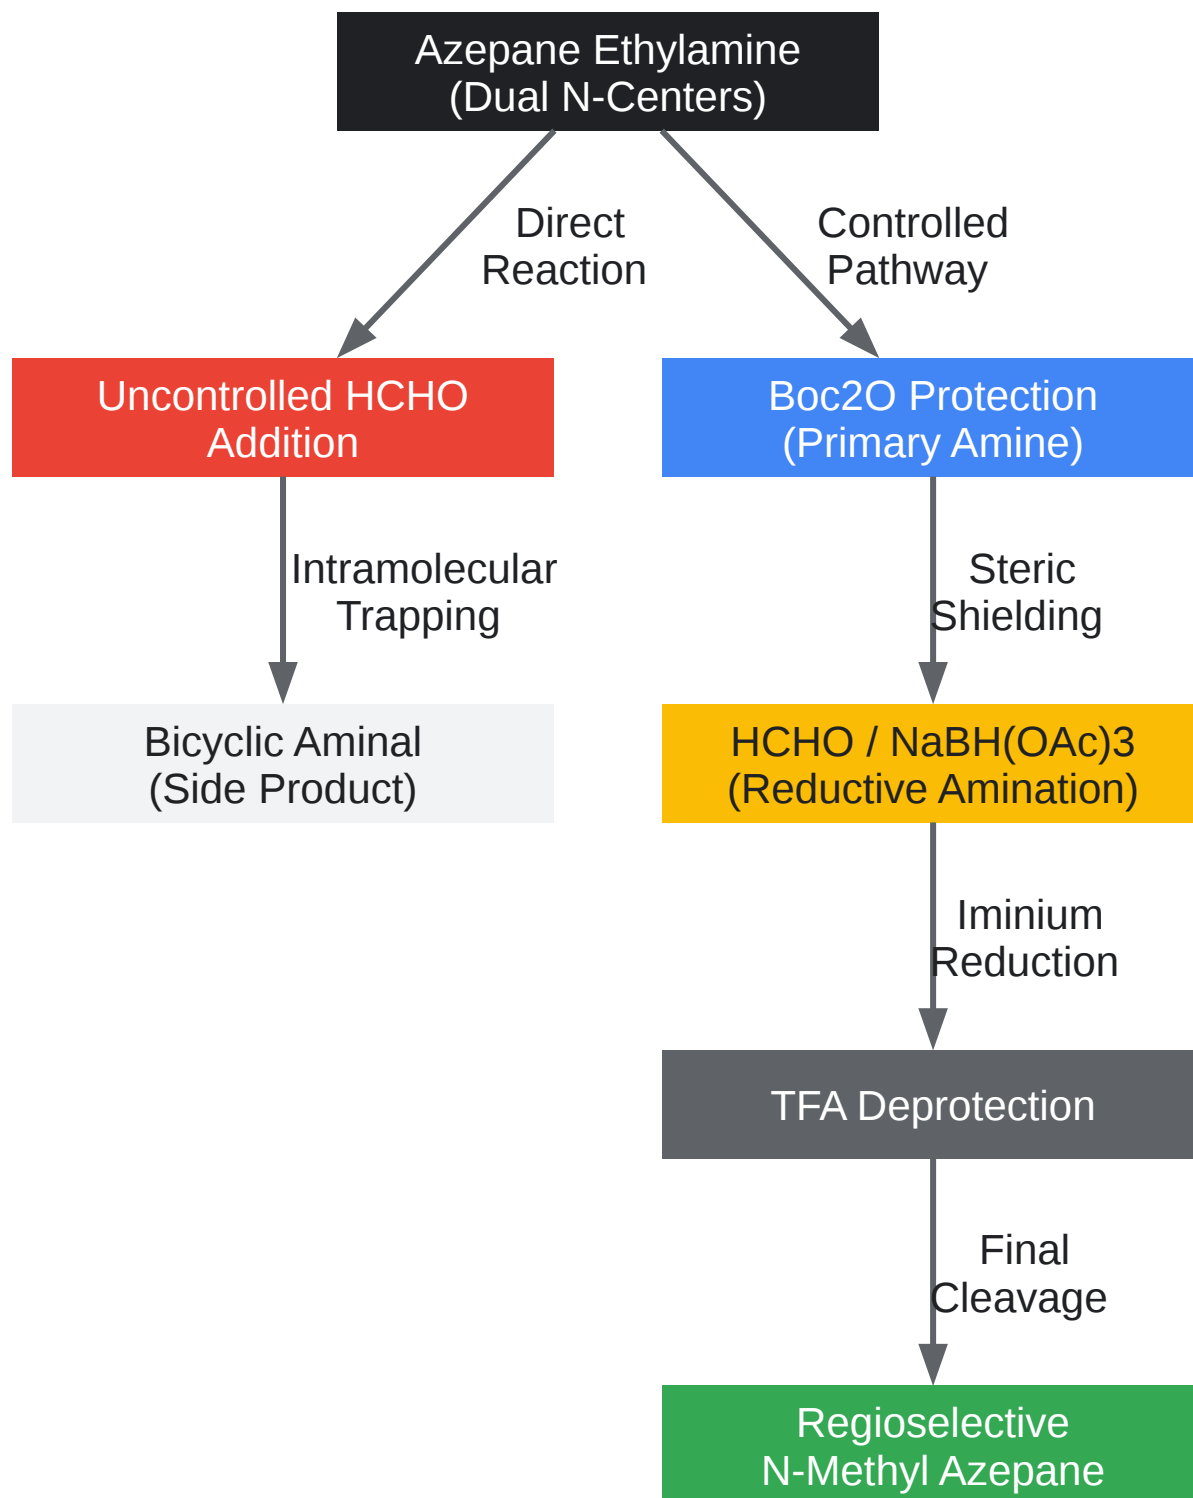 Azepane Ethylamine
(Dual N-Centers)
Direct
Reaction
Controlled
Pathway
Uncontrolled HCHO
Addition
Boc2O Protection
(Primary Amine)
Intramolecular
Trapping
Steric
Shielding
Bicyclic Aminal
(Side Product)
HCHO / NaBH(OAc)3
(Reductive Amination)
Iminium
Reduction
TFA Deprotection
Final
Cleavage
Regioselective
N-Methyl Azepane